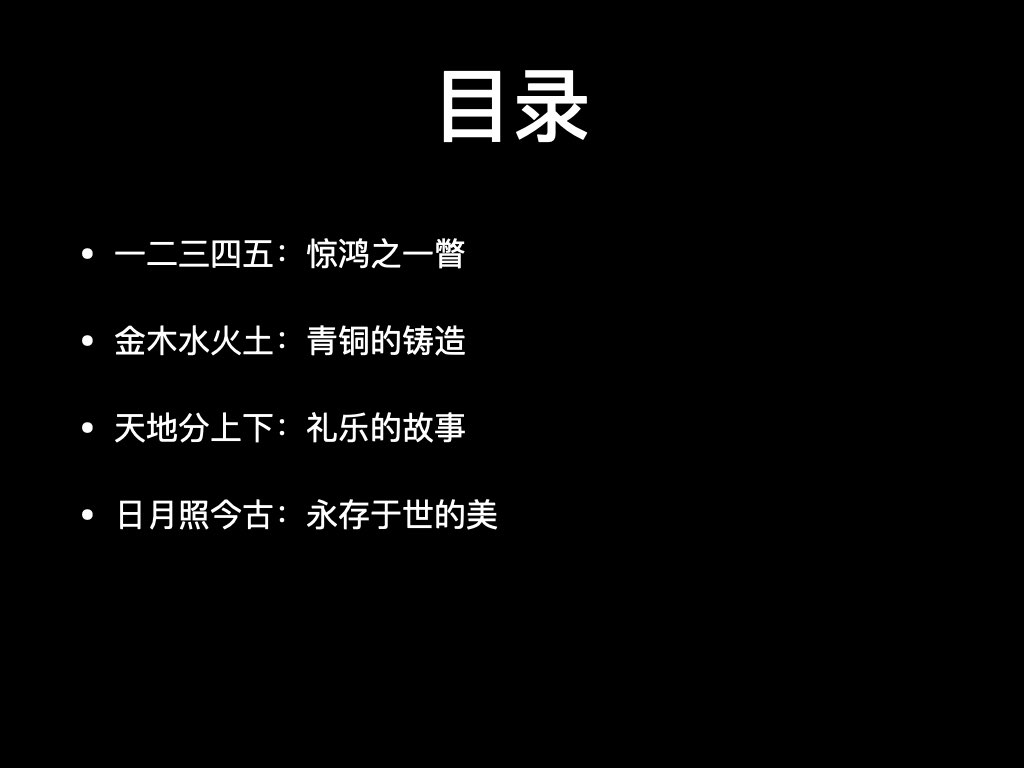 目录
• 一二三四五：惊鸿之一瞥
• 金木水火土：青铜的铸造
• 天地分上下：礼乐的故事
• 日月照今古：永存于世的美